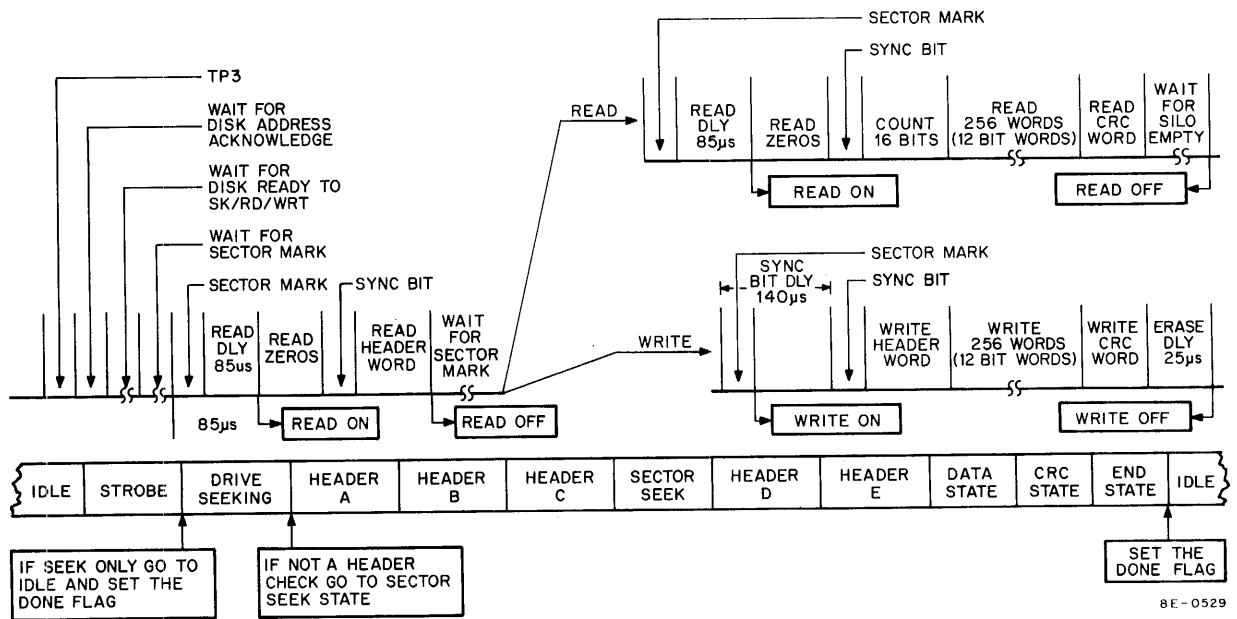 TP3
WAIT FOR
DISK ADDRESS
ACKNOWLEDGE
WAIT FOR
DISK READY TO
SK/RD/WRT
WAIT FOR
SECTOR MARK
SECTOR MARK
SYNC BIT
READ
DLY
85us
READ
ZEROS
READ
HEADER
WORD
WAIT
FOR
SECTOR
MARK
85µs
READ ON
READ OFF
READ
SECTOR MARK
SYNC BIT
READ
DLY
85µs
READ
ZEROS
COUNT
16 BITS
READ
256 WORDS
(12 BIT WORDS)
READ
CRC
WORD
WAIT
FOR
SILO
EMPTY
READ ON
READ OFF
WRITE
SECTOR MARK
SYNC
BIT DLY
140µs
SYNC BIT
WRITE
HEADER
WORD
WRITE
256 WORDS
(12 BIT WORDS)
WRITE
CRC
WORD
ERASE
DLY
25µs
WRITE ON
WRITE OFF
IDLE
STROBE
DRIVE
SEEKING
HEADER
A
HEADER
B
HEADER
C
SECTOR
SEEK
HEADER
D
HEADER
E
DATA
STATE
CRC
STATE
END
STATE
IDLE
IF SEEK ONLY GO TO
IDLE AND SET THE
DONE FLAG
IF NOT A HEADER
CHECK GO TO SECTOR
SEEK STATE
SET THE
DONE FLAG
8E-0529